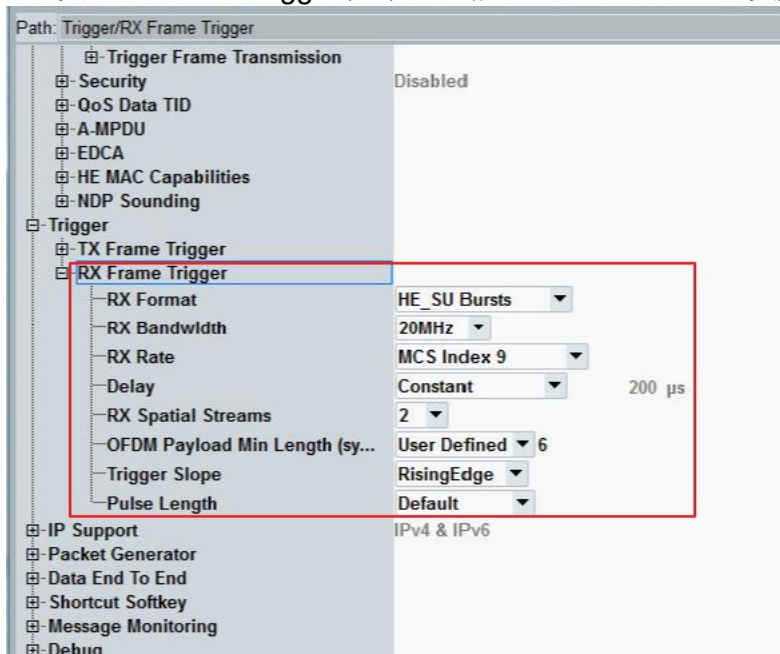 Path: Trigger/RX Frame Trigger
Trigger Frame Transmission
Security Disabled
QoS Data TID
A-MPDU
EDCA
HE MAC Capabilities
NDP Sounding
Trigger
TX Frame Trigger
RX Frame Trigger
RX Format HE_SU Bursts
RX Bandwidth 20MHz
RX Rate MCS Index 9
Delay Constant 200 µs
RX Spatial Streams 2
OFDM Payload Min Length (sy... User Defined 6
Trigger Slope RisingEdge
Pulse Length Default
IP Support IPv4 & IPv6
Packet Generator
Data End To End
Shortcut Softkey
Message Monitoring
Debug